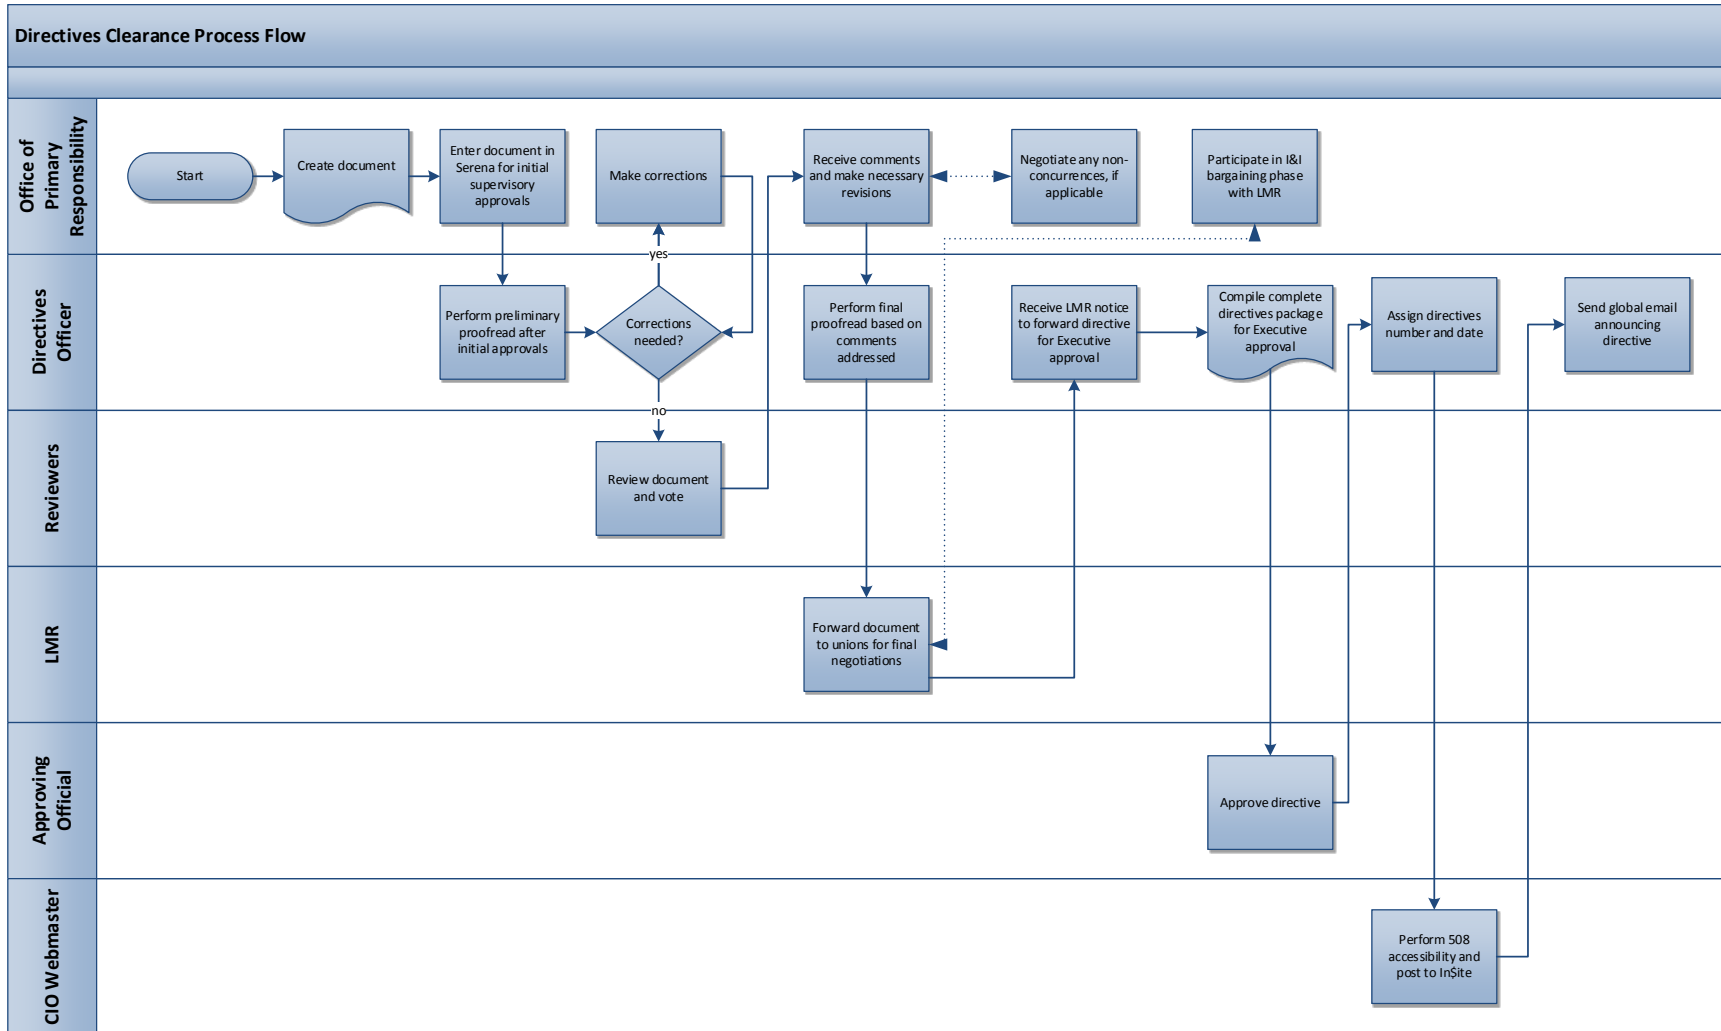 Directives Clearance Process Flow
Office of
Primary
Responsibility
Start
Create document
Enter document in
Serena for initial
supervisory
approvals
Make corrections
Receive comments
and make necessary
revisions
Negotiate any non-
concurrences, if
applicable
Participate in I&I
bargaining phase
with LMR
yes
Directives
Officer
Perform preliminary
proofread after
initial approvals
Corrections
needed?
Perform final
proofread based on
comments
addressed
Receive LMR notice
to forward directive
for Executive
approval
Compile complete
directives package
for Executive
approval
Assign directives
number and date
Send global email
announcing
directive
no
Reviewers
Review document
and vote
LMR
Forward document
to unions for final
negotiations
Approving
Official
Approve directive
CIO Webmaster
Perform 508
accessibility and
post to In$ite